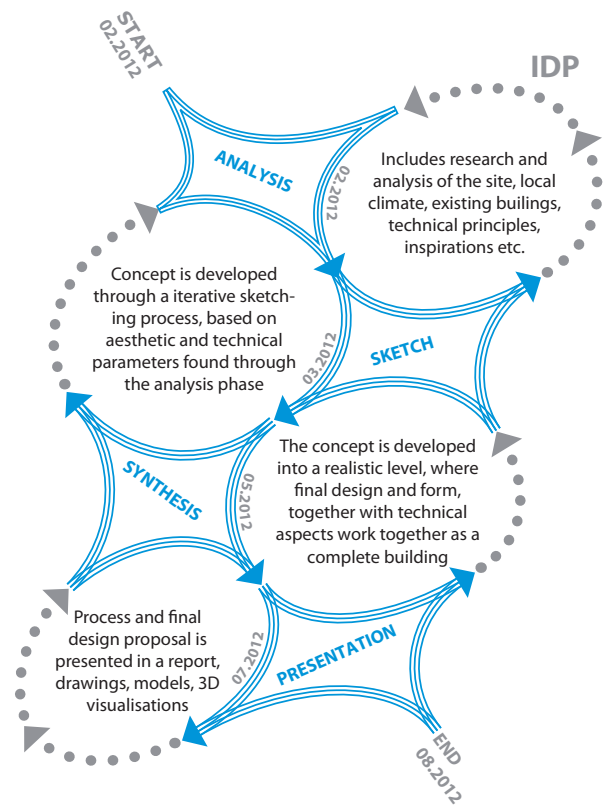 START
02.2012
IDP
ANALYSIS
02.2012
Includes research and
analysis of the site, local
climate, existing builings,
technical principles,
inspirations etc.
Concept is developed
through a iterative sketch-
ing process, based on
aesthetic and technical
parameters found through
the analysis phase
03.2012
SKETCH
SYNTHESIS
05.2012
The concept is developed
into a realistic level, where
final design and form,
together with technical
aspects work together as a
complete building
Process and final
design proposal is
presented in a report,
drawings, models, 3D
visualisations
07.2012
PRESENTATION
END
08.2012